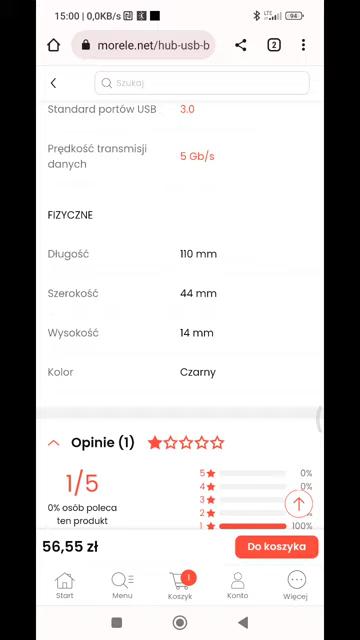 15:00 | 0,0KB/s
LTE
94
morele.net/hub-usb-b
2
Szukaj
Standard portów USB 3.0
Prędkość transmisji danych 5 Gb/s
FIZYCZNE
Długość 110 mm
Szerokość 44 mm
Wysokość 14 mm
Kolor Czarny
Opinie (1)
1/5
0% osób poleca
ten produkt
5 0%
4 0%
3
2
1 100%
56,55 zł Do koszyka
1
Start Menu Koszyk Konto Więcej